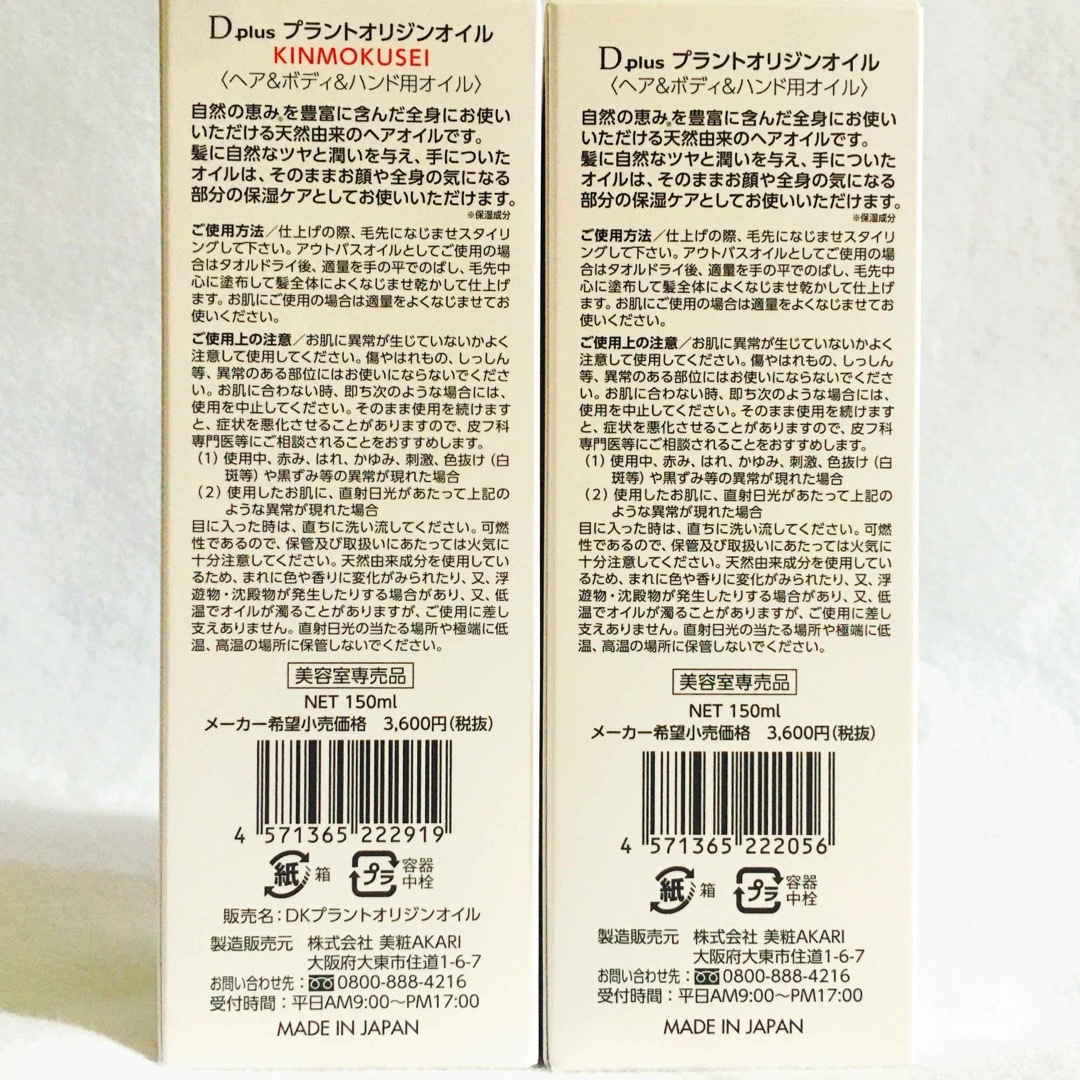 D.plus プラントオリジンオイル
KINMOKUSEI
〈ヘア&ボディ&ハンド用オイル〉
自然の恵み※を豊富に含んだ全身にお使い
いただける天然由来のヘアオイルです。
髪に自然なツヤと潤いを与え、手についた
オイルは、そのままお顔や全身の気になる
部分の保湿ケアとしてお使いいただけます。
※保湿成分
ご使用方法／仕上げの際、毛先になじませスタイリ
ングして下さい。アウトバスオイルとしてご使用の場
合はタオルドライ後、適量を手の平でのばし、毛先中
心に塗布して髪全体によくなじませ乾かして仕上げ
ます。お肌にご使用の場合は適量をよくなじませてお
使いください。
ご使用上の注意／お肌に異常が生じていないかよく
注意して使用してください。傷やはれもの、しっしん
等、異常のある部位にはお使いにならないでくださ
い。お肌に合わない時、即ち次のような場合には、
使用を中止してください。そのまま使用を続けます
と、症状を悪化させることがありますので、皮フ科
専門医等にご相談されることをおすすめします。
（1）使用中、赤み、はれ、かゆみ、刺激、色抜け（白
斑等）や黒ずみ等の異常が現れた場合
（2）使用したお肌に、直射日光があたって上記の
ような異常が現れた場合
目に入った時は、直ちに洗い流してください。可燃
性であるので、保管及び取扱いにあたっては火気に
十分注意してください。天然由来成分を使用してい
るため、まれに色や香りに変化がみられたり、又、浮
遊物・沈殿物が発生したりする場合があり、又、低
温でオイルが濁ることがありますが、ご使用に差し
支えありません。直射日光の当たる場所や極端に低
温、高温の場所に保管しないでください。
美容室専売品
NET 150ml
メーカー希望小売価格 3,600円(税抜)
4 571365 222919
紙 箱 プラ 容器
中栓
販売名：DKプラントオリジンオイル
製造販売元 株式会社 美粧AKARI
大阪府大東市住道1-6-7
お問い合わせ先：0800-888-4216
受付時間：平日AM9:00〜PM17:00
MADE IN JAPAN
D.plus プラントオリジンオイル
〈ヘア&ボディ&ハンド用オイル〉
自然の恵み※を豊富に含んだ全身にお使い
いただける天然由来のヘアオイルです。
髪に自然なツヤと潤いを与え、手についた
オイルは、そのままお顔や全身の気になる
部分の保湿ケアとしてお使いいただけます。
※保湿成分
ご使用方法／仕上げの際、毛先になじませスタイリ
ングして下さい。アウトバスオイルとしてご使用の場
合はタオルドライ後、適量を手の平でのばし、毛先中
心に塗布して髪全体によくなじませ乾かして仕上げ
ます。お肌にご使用の場合は適量をよくなじませてお
使いください。
ご使用上の注意／お肌に異常が生じていないかよく
注意して使用してください。傷やはれもの、しっしん
等、異常のある部位にはお使いにならないでくださ
い。お肌に合わない時、即ち次のような場合には、
使用を中止してください。そのまま使用を続けます
と、症状を悪化させることがありますので、皮フ科
専門医等にご相談されることをおすすめします。
（1）使用中、赤み、はれ、かゆみ、刺激、色抜け（白
斑等）や黒ずみ等の異常が現れた場合
（2）使用したお肌に、直射日光があたって上記の
ような異常が現れた場合
目に入った時は、直ちに洗い流してください。可燃
性であるので、保管及び取扱いにあたっては火気に
十分注意してください。天然由来成分を使用してい
るため、まれに色や香りに変化がみられたり、又、浮
遊物・沈殿物が発生したりする場合があり、又、低
温でオイルが濁ることがありますが、ご使用に差し
支えありません。直射日光の当たる場所や極端に低
温、高温の場所に保管しないでください。
美容室専売品
NET 150ml
メーカー希望小売価格 3,600円(税抜)
4 571365 222056
紙 箱 プラ 容器
中栓
製造販売元 株式会社 美粧AKARI
大阪府大東市住道1-6-7
お問い合わせ先：0800-888-4216
受付時間：平日AM9:00〜PM17:00
MADE IN JAPAN